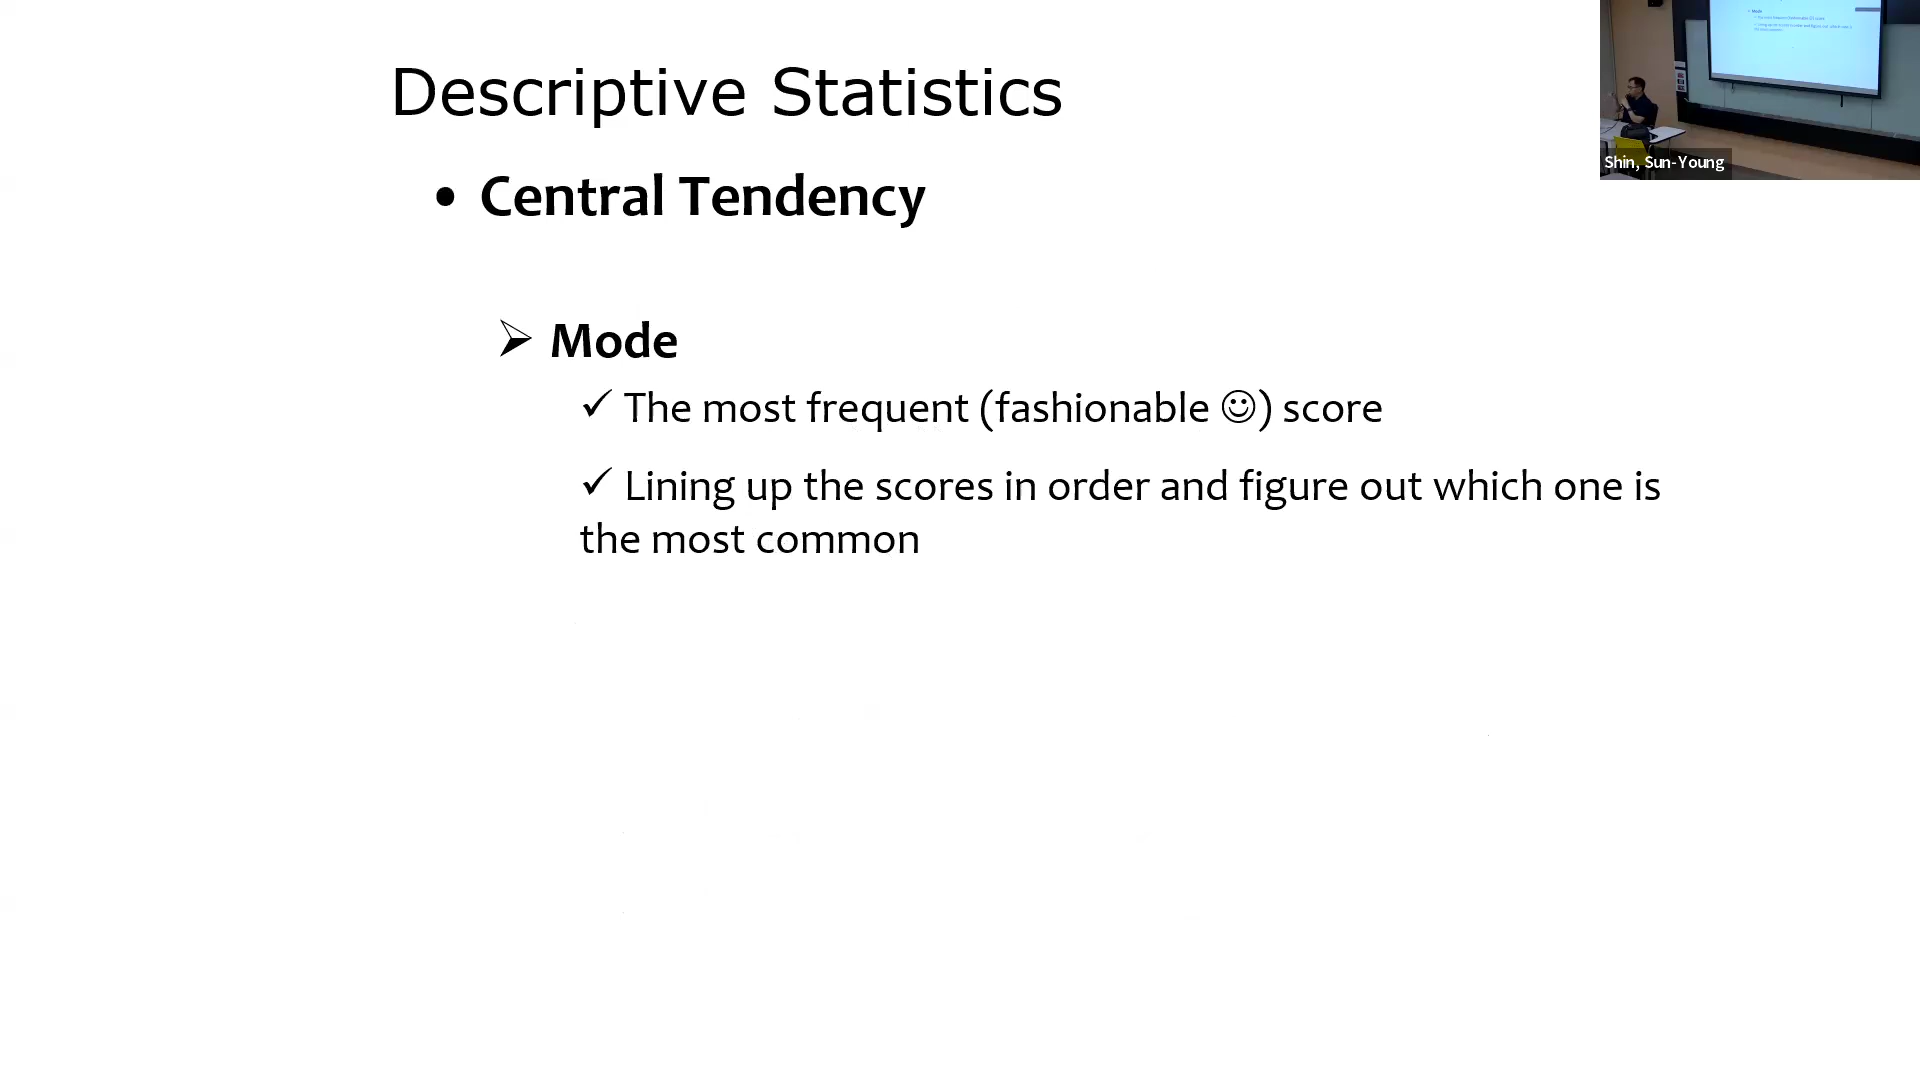 Descriptive Statistics
• Central Tendency
➢ Mode
✓ The most frequent (fashionable ☺) score
✓ Lining up the scores in order and figure out which one is
the most common
Shin, Sun-Young